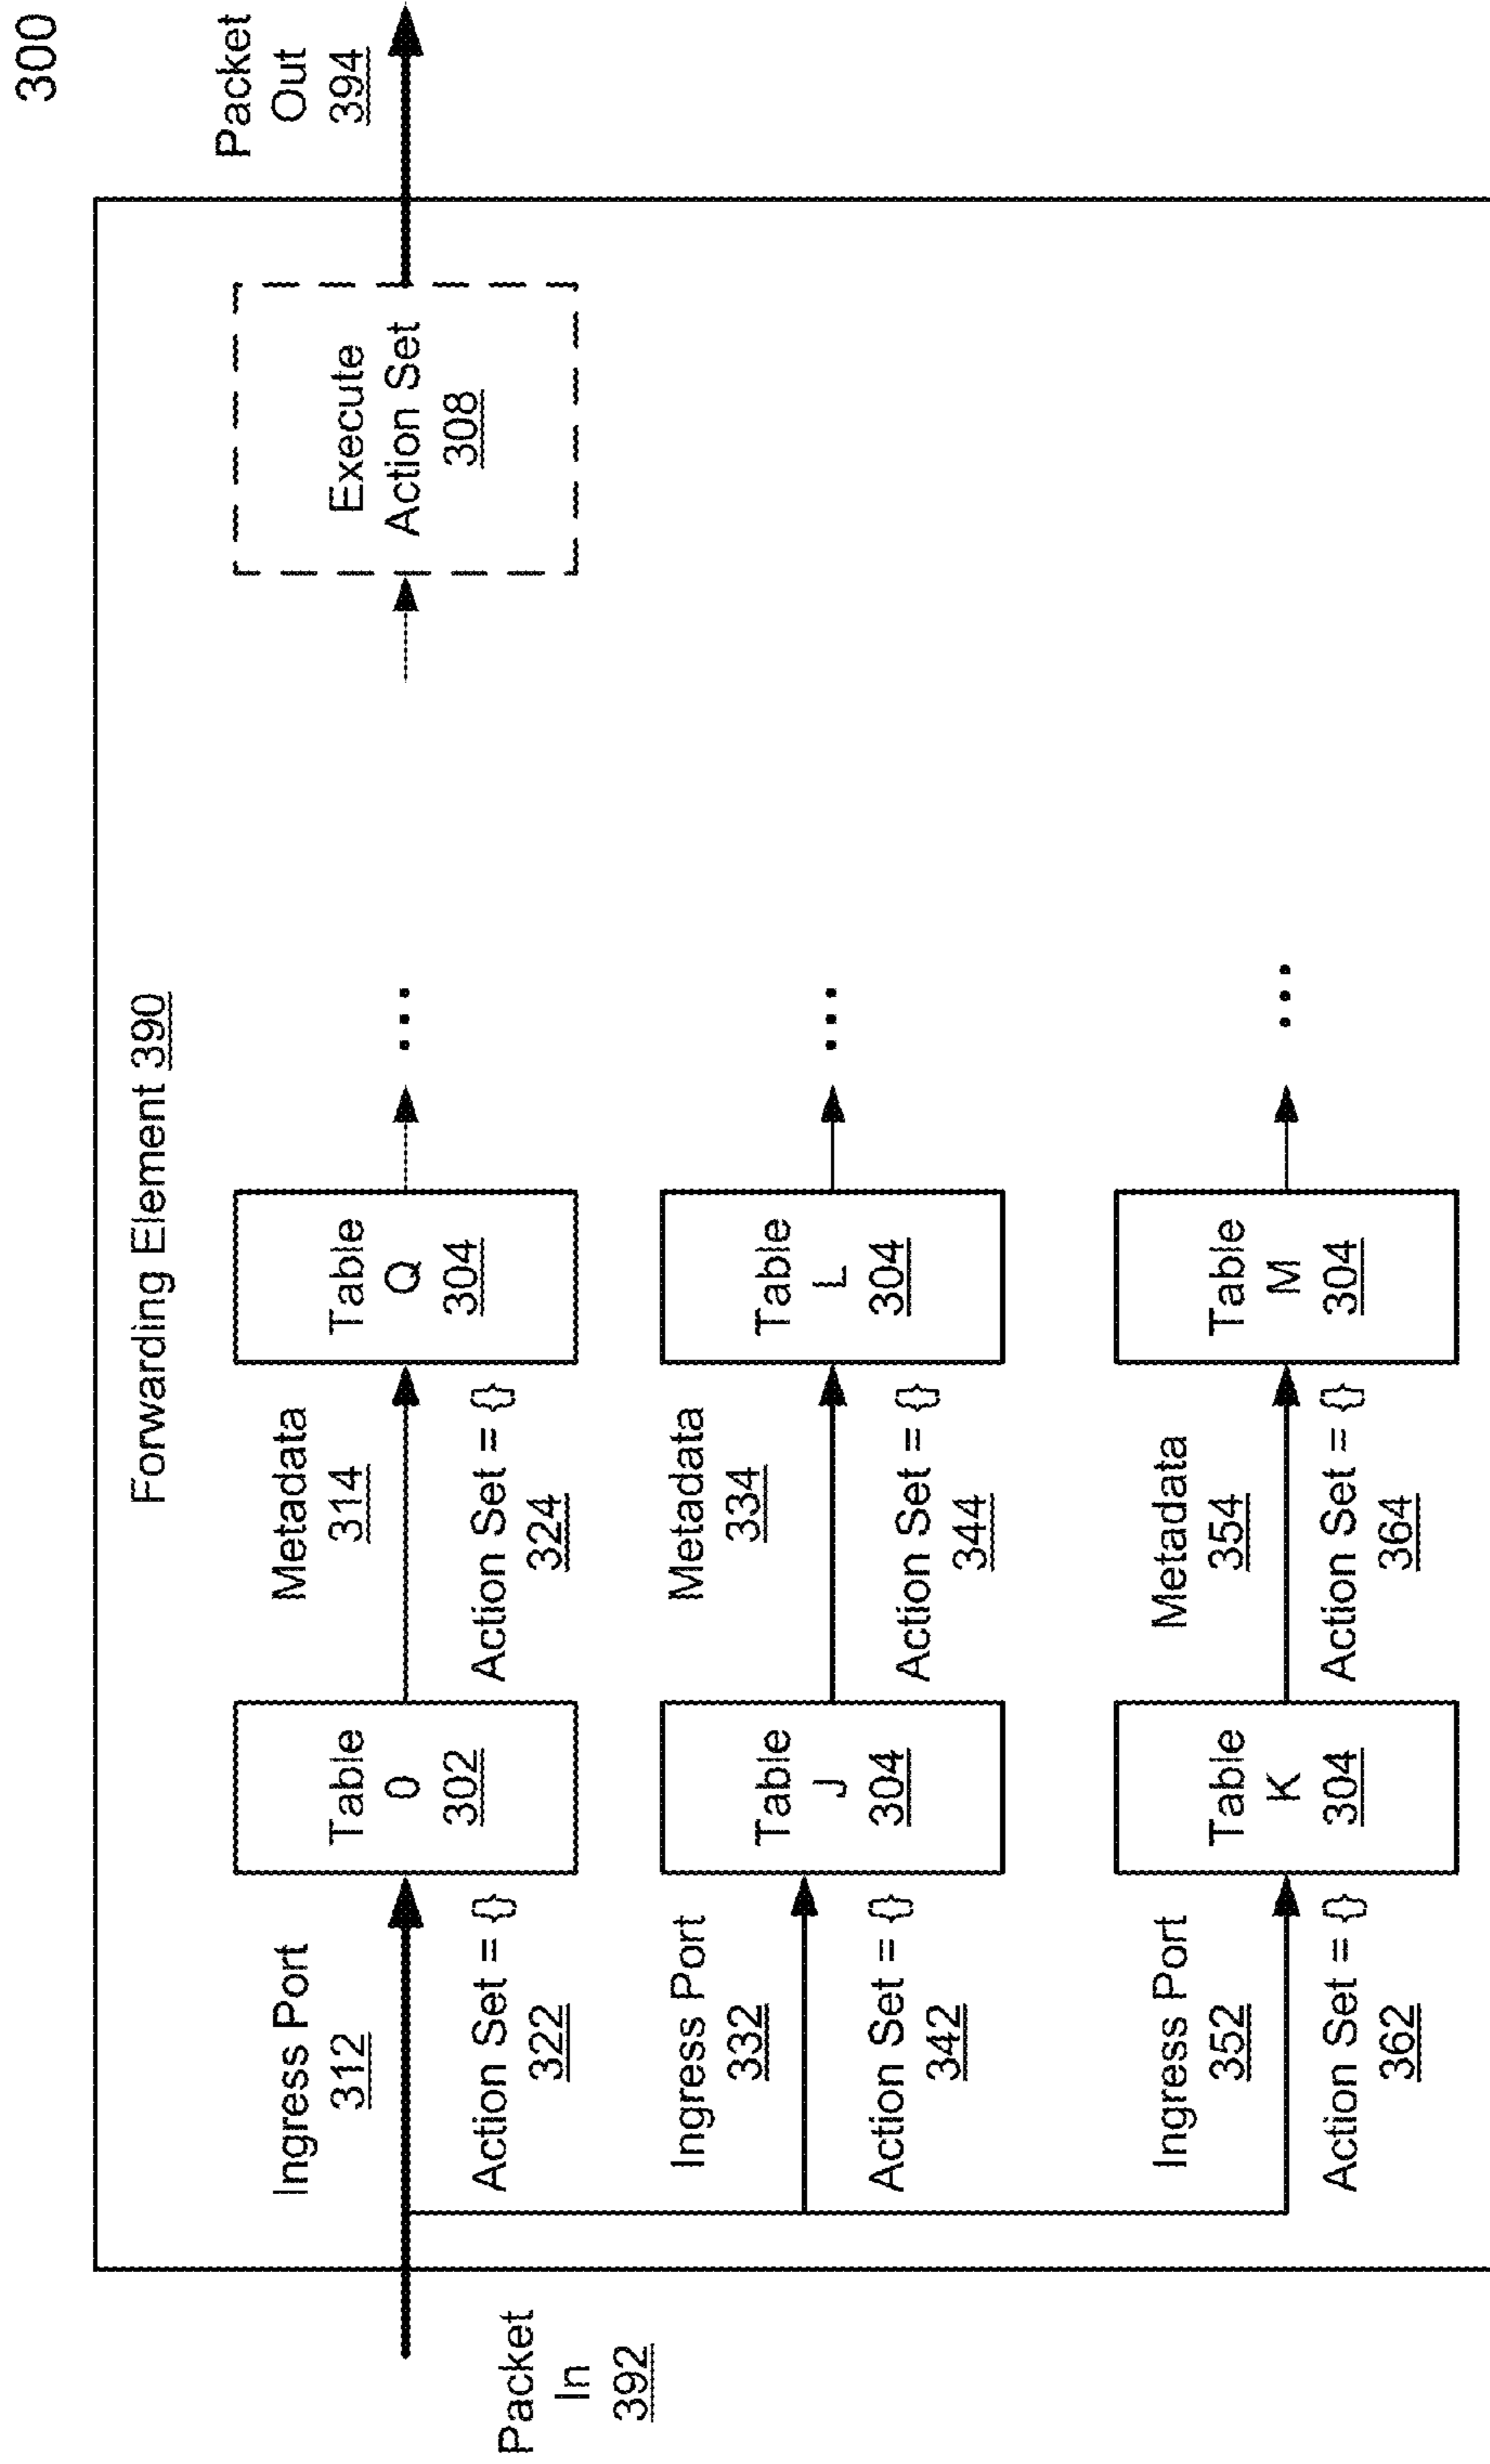 300
Forwarding Element 390
Packet
In
392
Ingress Port
312
Action Set = {}
322
Table
0
302
Metadata
314
Action Set = {}
324
Table
Q
304
...
Execute
Action Set
308
Packet
Out
394
Ingress Port
332
Action Set = {}
342
Table
J
304
Metadata
334
Action Set = {}
344
Table
L
304
...
Ingress Port
352
Action Set = {}
362
Table
K
304
Metadata
354
Action Set = {}
364
Table
M
304
...